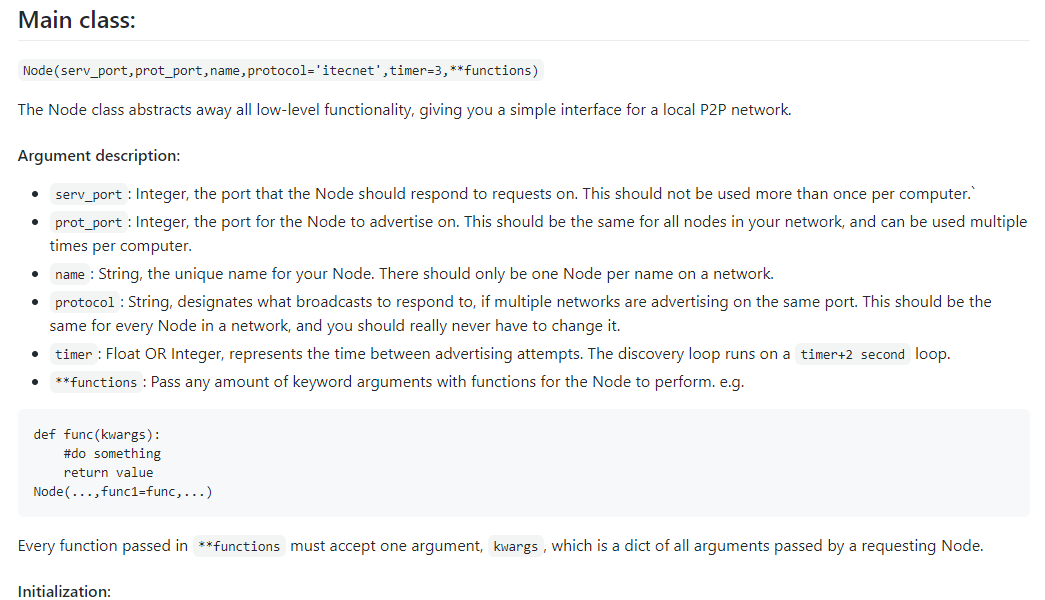 Main class:
Node(serv_port,prot_port,name,protocol='itecnet',timer=3,**functions)
The Node class abstracts away all low-level functionality, giving you a simple interface for a local P2P network.
Argument description:
• serv_port : Integer, the port that the Node should respond to requests on. This should not be used more than once per computer.`
• prot_port : Integer, the port for the Node to advertise on. This should be the same for all nodes in your network, and can be used multiple
times per computer.
• name : String, the unique name for your Node. There should only be one Node per name on a network.
• protocol : String, designates what broadcasts to respond to, if multiple networks are advertising on the same port. This should be the
same for every Node in a network, and you should really never have to change it.
• timer : Float OR Integer, represents the time between advertising attempts. The discovery loop runs on a timer+2 second loop.
• **functions : Pass any amount of keyword arguments with functions for the Node to perform. e.g.
def func(kwargs):
    #do something
    return value
Node(...,func1=func,...)
Every function passed in **functions must accept one argument, kwargs , which is a dict of all arguments passed by a requesting Node.
Initialization: